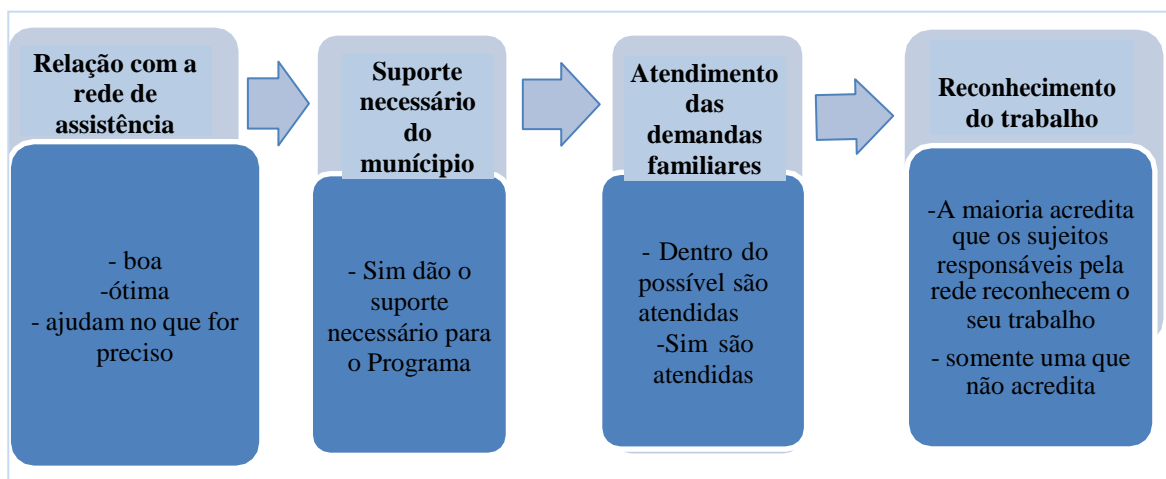 Relação com a
rede de
assistência
- boa
-ótima
- ajudam no que for
preciso
Suporte
necessário
do
munícipio
- Sim dão o
suporte
necessário para
o Programa
Atendimento
das
demandas
familiares
- Dentro do
possível são
atendidas
-Sim são
atendidas
Reconhecimento
do trabalho
-A maioria acredita
que os sujeitos
responsáveis pela
rede reconhecem o
seu trabalho
- somente uma que
não acredita